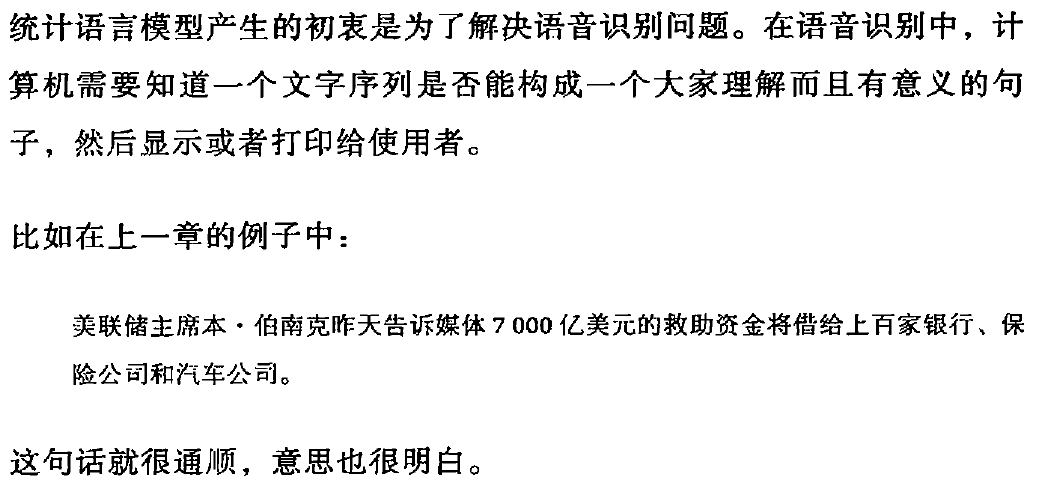 统计语言模型产生的初衷是为了解决语音识别问题。在语音识别中，计
算机需要知道一个文字序列是否能构成一个大家理解而且有意义的句
子，然后显示或者打印给使用者。
比如在上一章的例子中：
美联储主席本·伯南克昨天告诉媒体 7 000 亿美元的救助资金将借给上百家银行、保
险公司和汽车公司。
这句话就很通顺，意思也很明白。